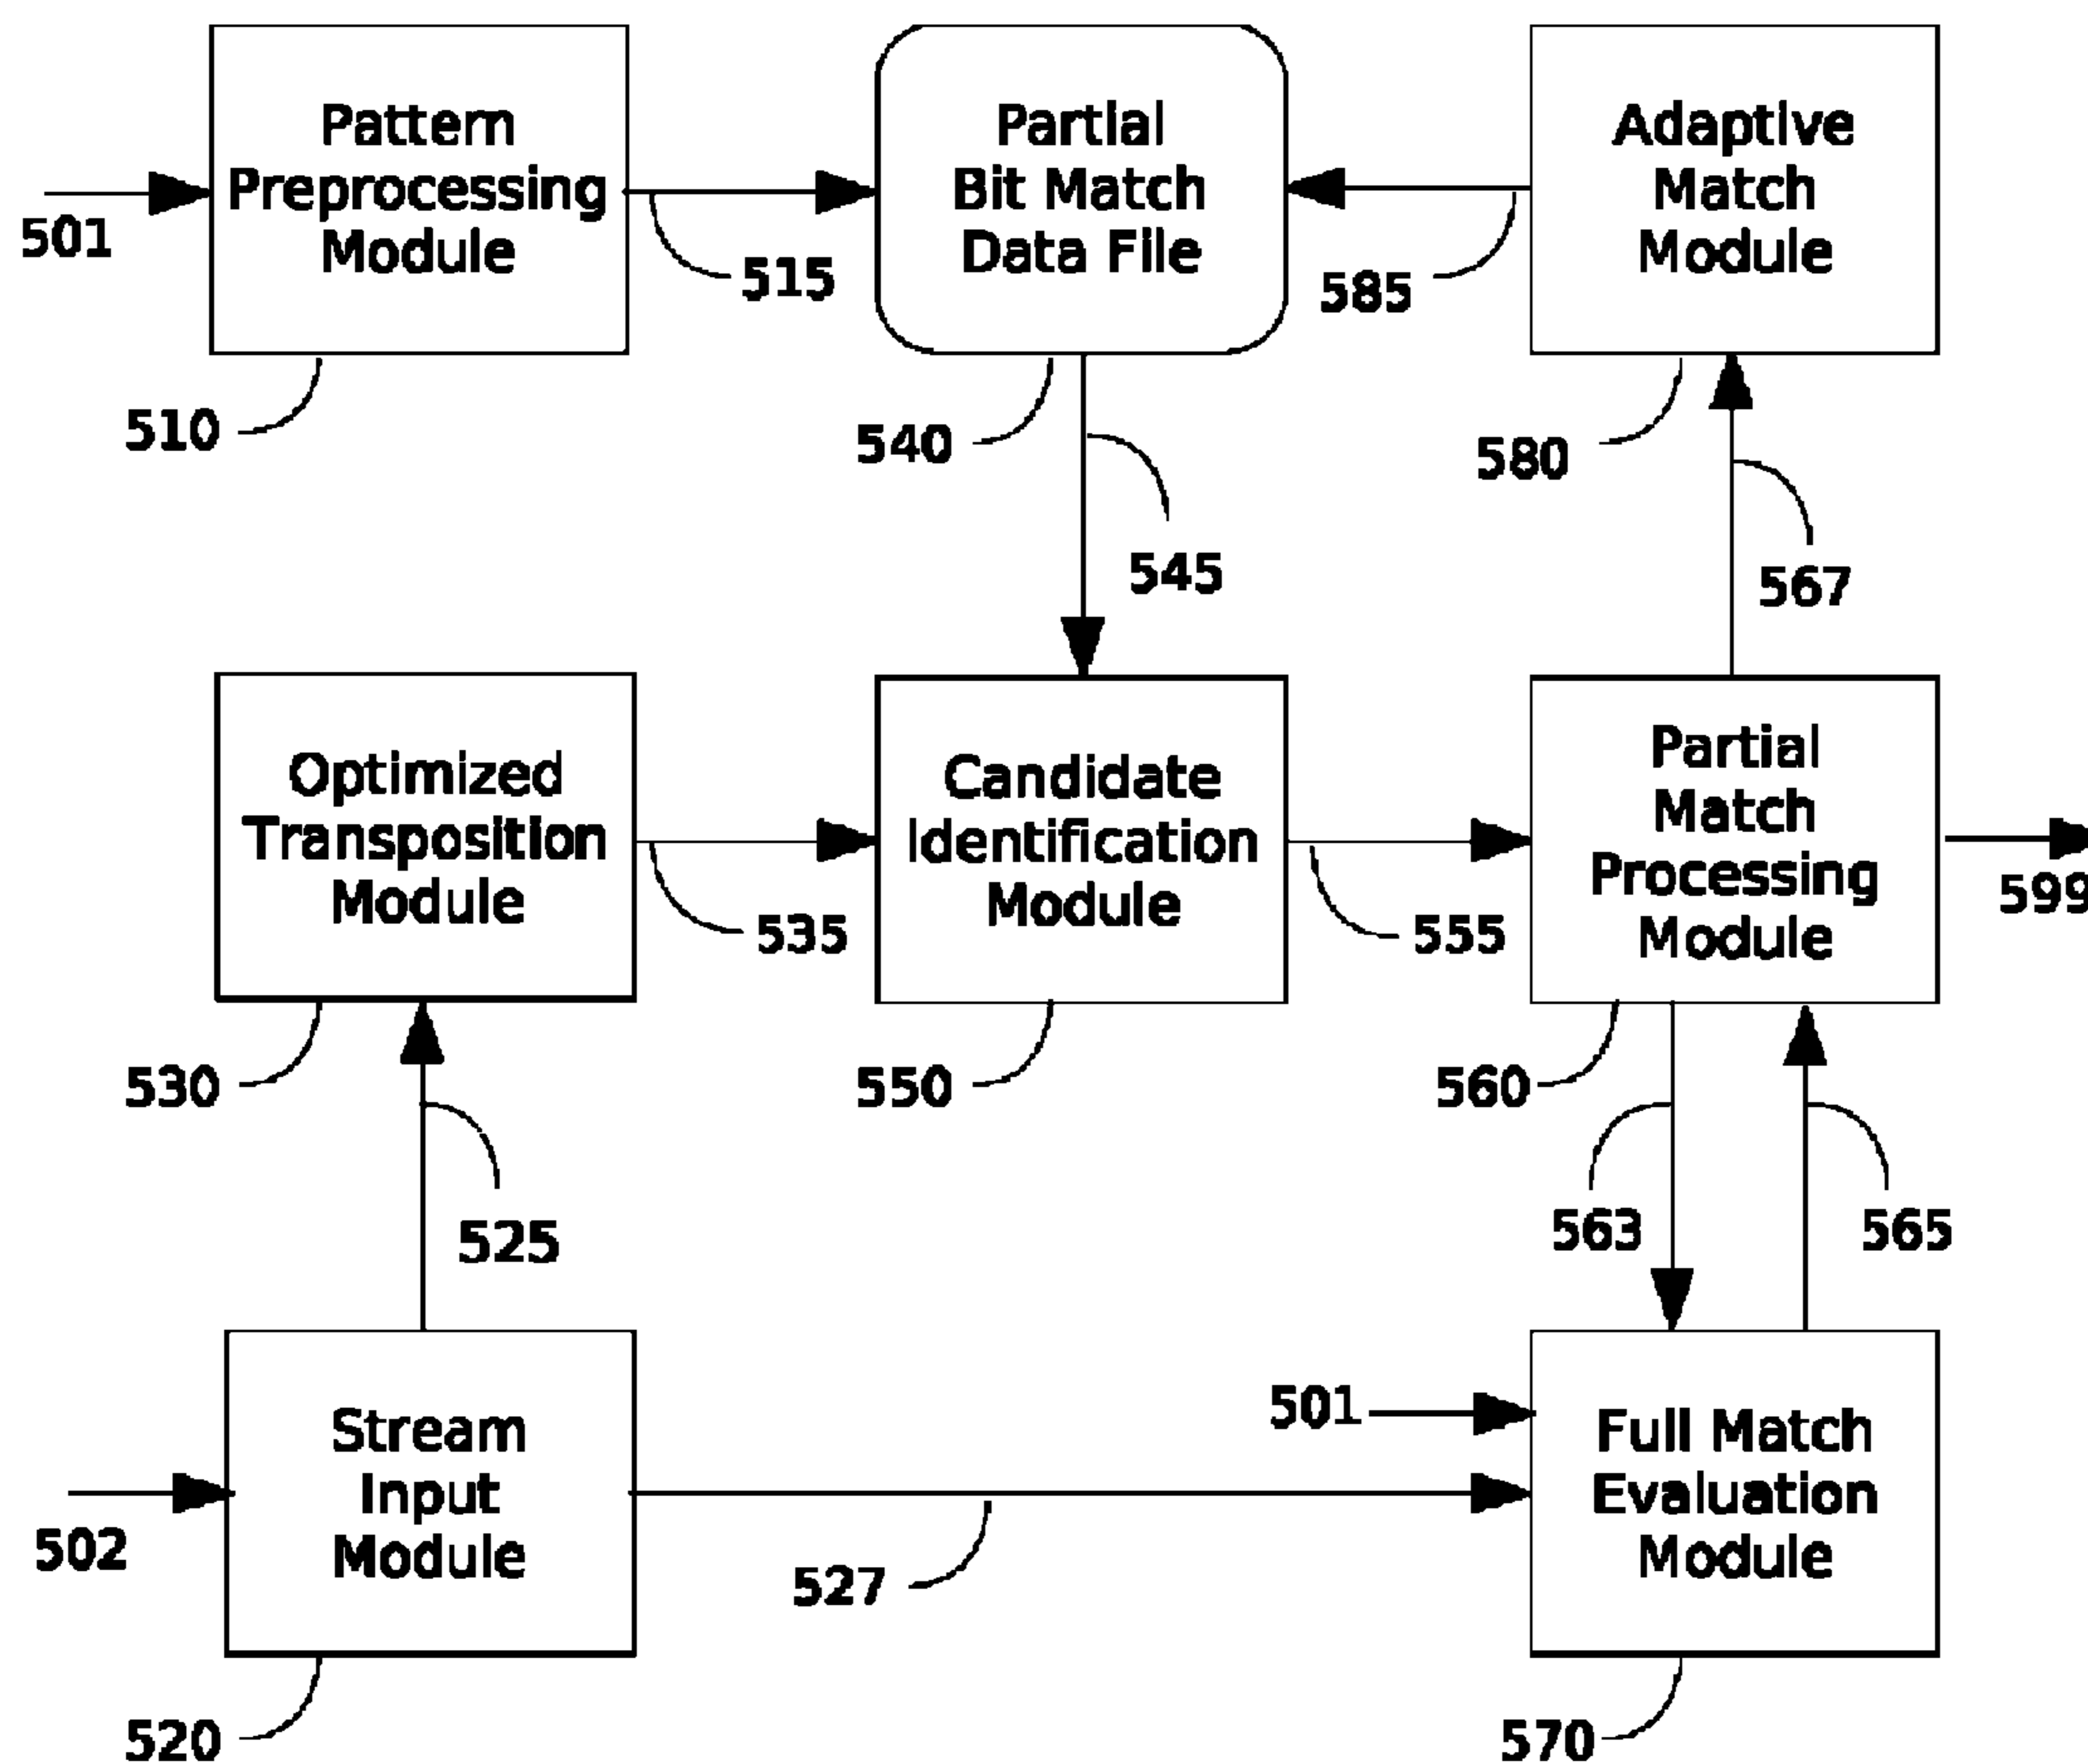 Pattern
Preprocessing
Module
Partial
Bit Match
Data File
Adaptive
Match
Module
501
515
585
510
540
580
545
567
Optimized
Transposition
Module
Candidate
Identification
Module
Partial
Match
Processing
Module
535
555
599
530
550
560
525
563
565
Stream
Input
Module
501
Full Match
Evaluation
Module
502
527
520
570